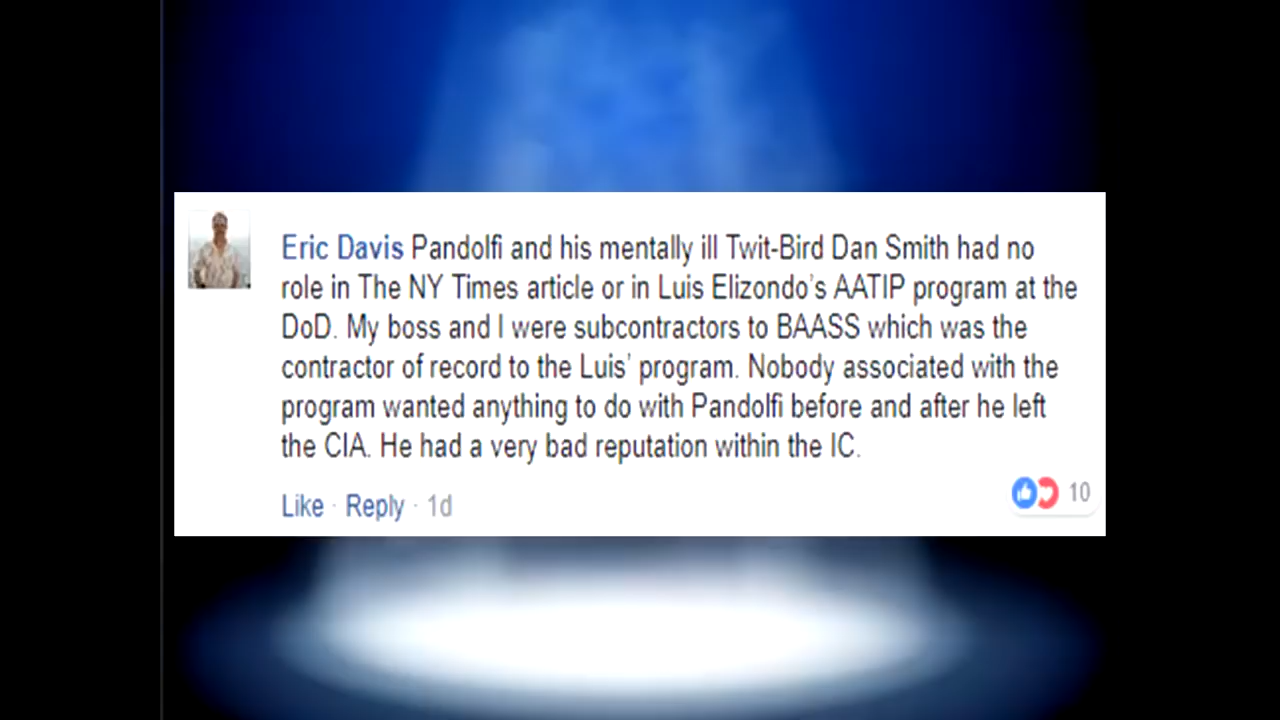 Eric Davis Pandolfi and his mentally ill Twit-Bird Dan Smith had no
role in The NY Times article or in Luis Elizondo's AATIP program at the
DoD. My boss and I were subcontractors to BAASS which was the
contractor of record to the Luis' program. Nobody associated with the
program wanted anything to do with Pandolfi before and after he left
the CIA. He had a very bad reputation within the IC.
Like · Reply · 1d
10